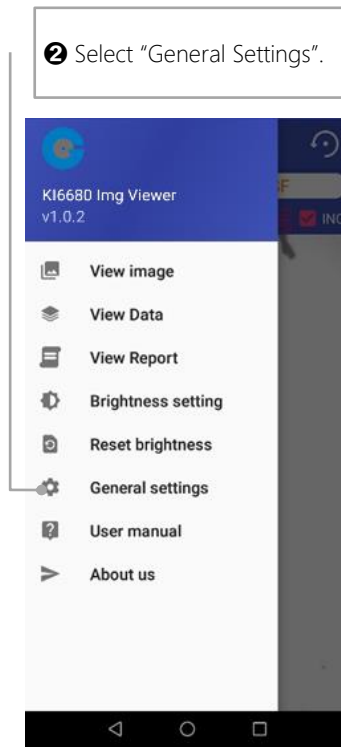 ❷ Select “General Settings”.
KI6680 Img Viewer
v1.0.2
View image
View Data
View Report
Brightness setting
Reset brightness
General settings
User manual
About us